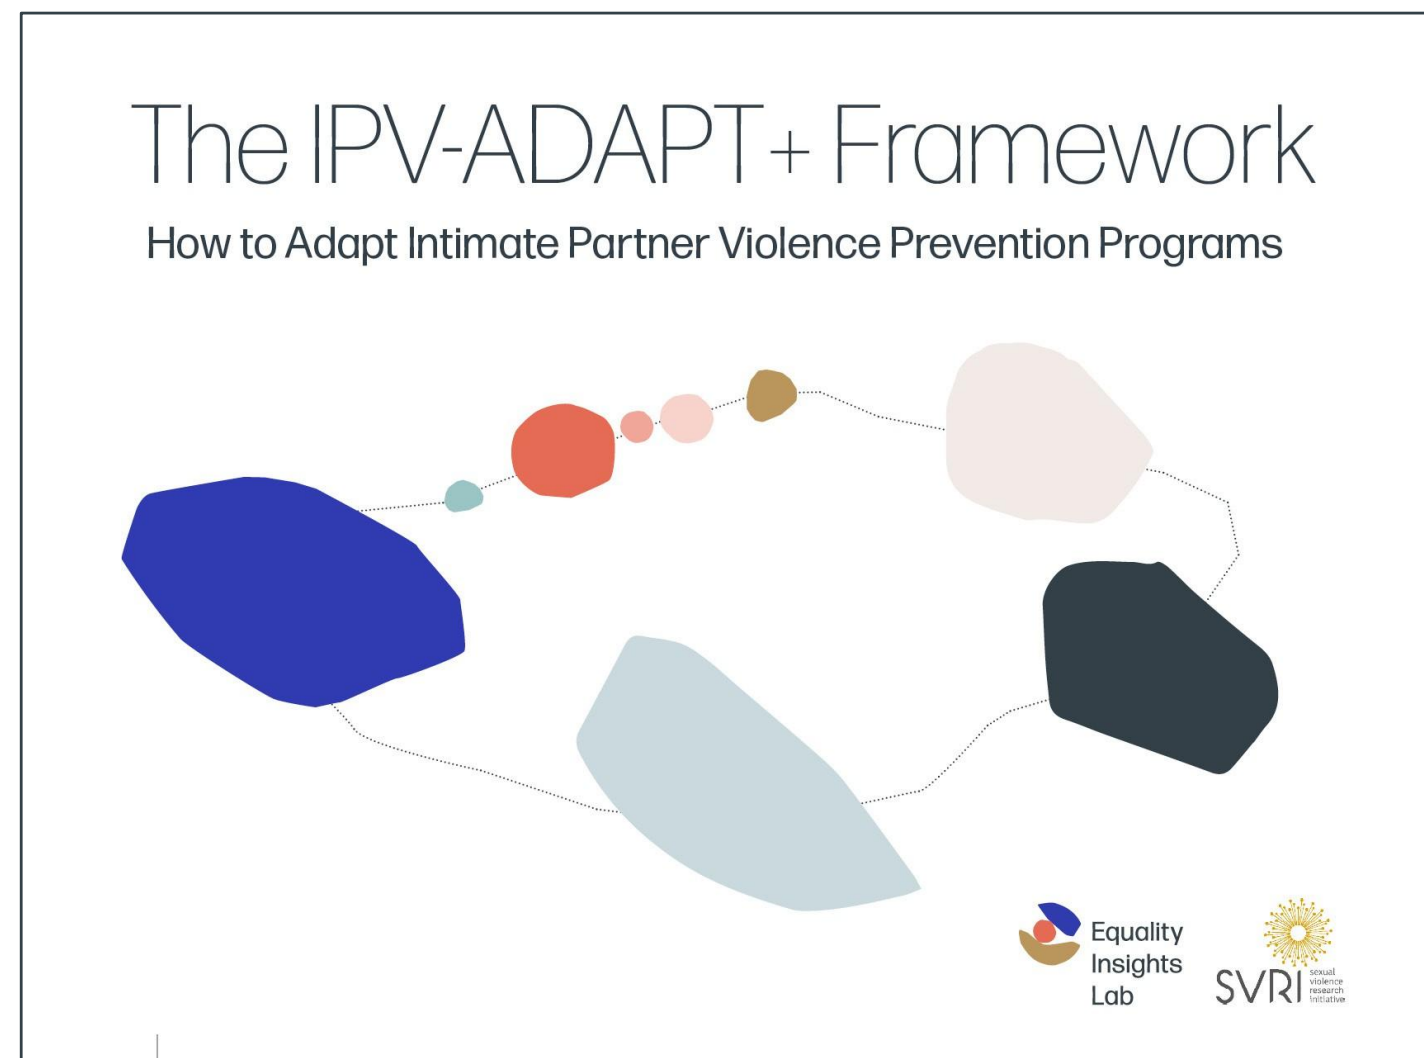 The IPV-ADAPT+ Framework
How to Adapt Intimate Partner Violence Prevention Programs
Equality
Insights
Lab
SVRI
sexual
violence
research
initiative